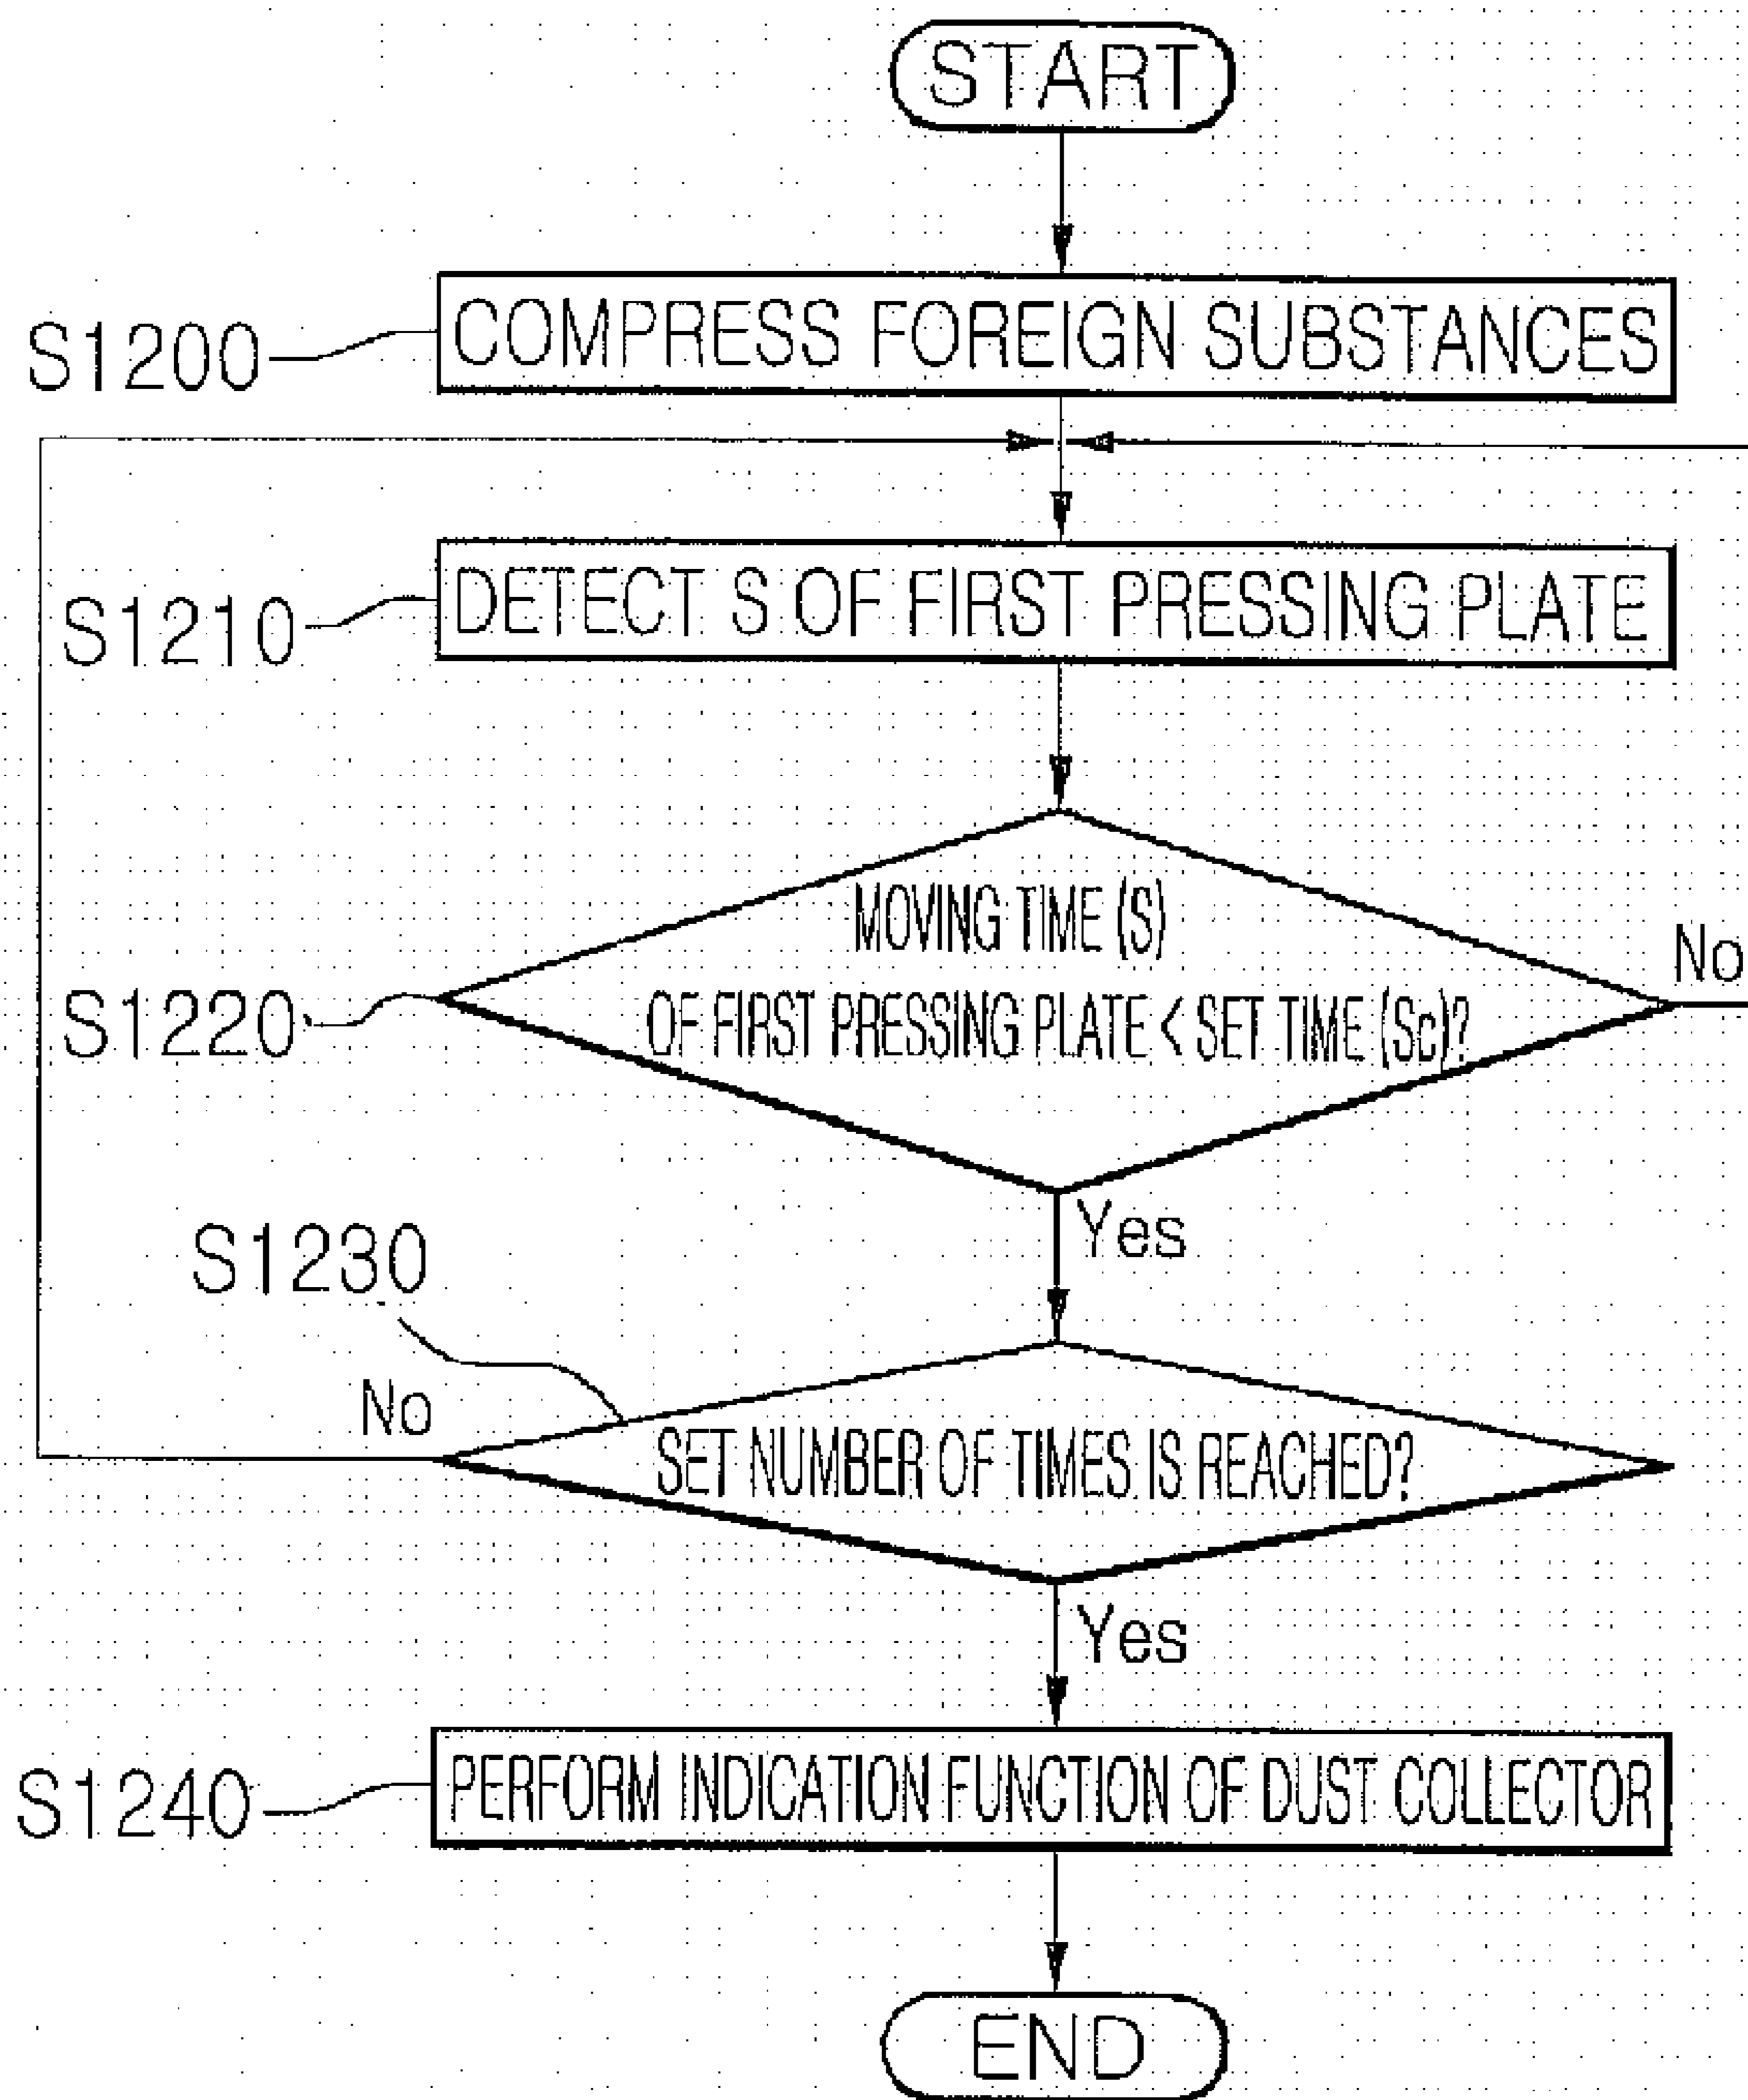 START
S1200
COMPRESS FOREIGN SUBSTANCES
S1210
DETECT S OF FIRST PRESSING PLATE
MOVING TIME (S)
No
S1220
OF FIRST PRESSING PLATE < SET TIME (Sc)?
Yes
S1230
No
SET NUMBER OF TIMES IS REACHED?
Yes
S1240
PERFORM INDICATION FUNCTION OF DUST COLLECTOR
END